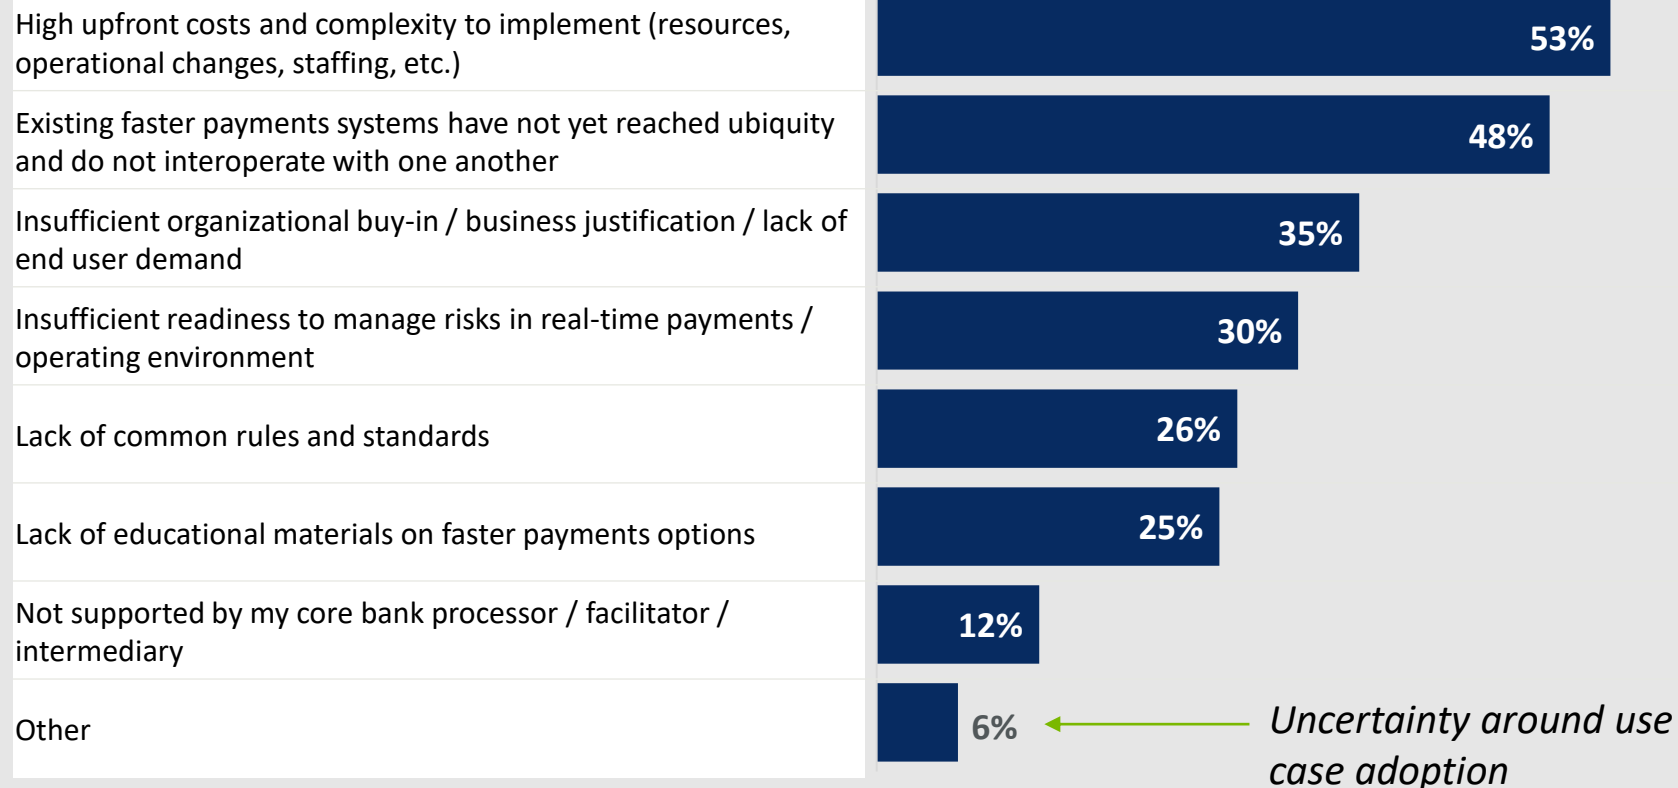 High upfront costs and complexity to implement (resources,
operational changes, staffing, etc.)
53%
Existing faster payments systems have not yet reached ubiquity
and do not interoperate with one another
48%
Insufficient organizational buy-in / business justification / lack of
end user demand
35%
Insufficient readiness to manage risks in real-time payments /
operating environment
30%
Lack of common rules and standards
26%
Lack of educational materials on faster payments options
25%
Not supported by my core bank processor / facilitator /
intermediary
12%
Other
6%
Uncertainty around use
case adoption